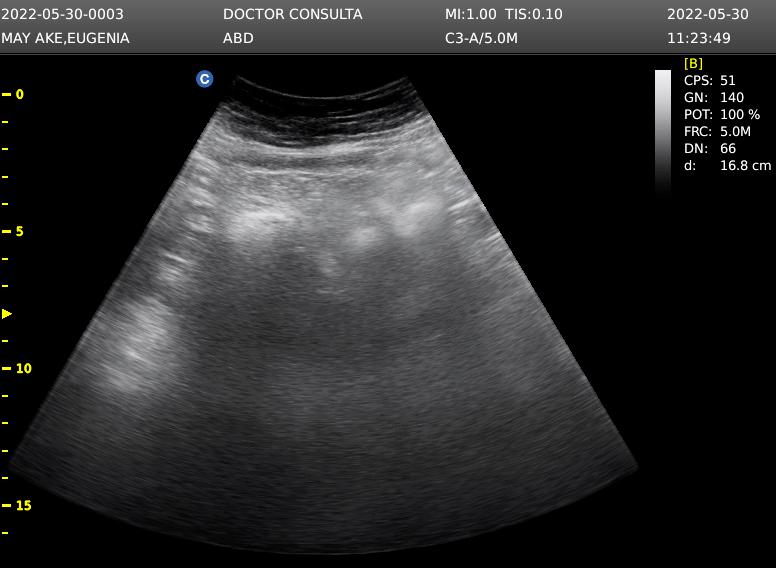 2022-05-30-0003 DOCTOR CONSULTA MI:1.00 TIS:0.10 2022-05-30
MAY AKE,EUGENIA ABD C3-A/5.0M 11:23:49
C
[B]
CPS: 51
GN: 140
POT: 100 %
FRC: 5.0M
DN: 66
d: 16.8 cm
0
5
10
15